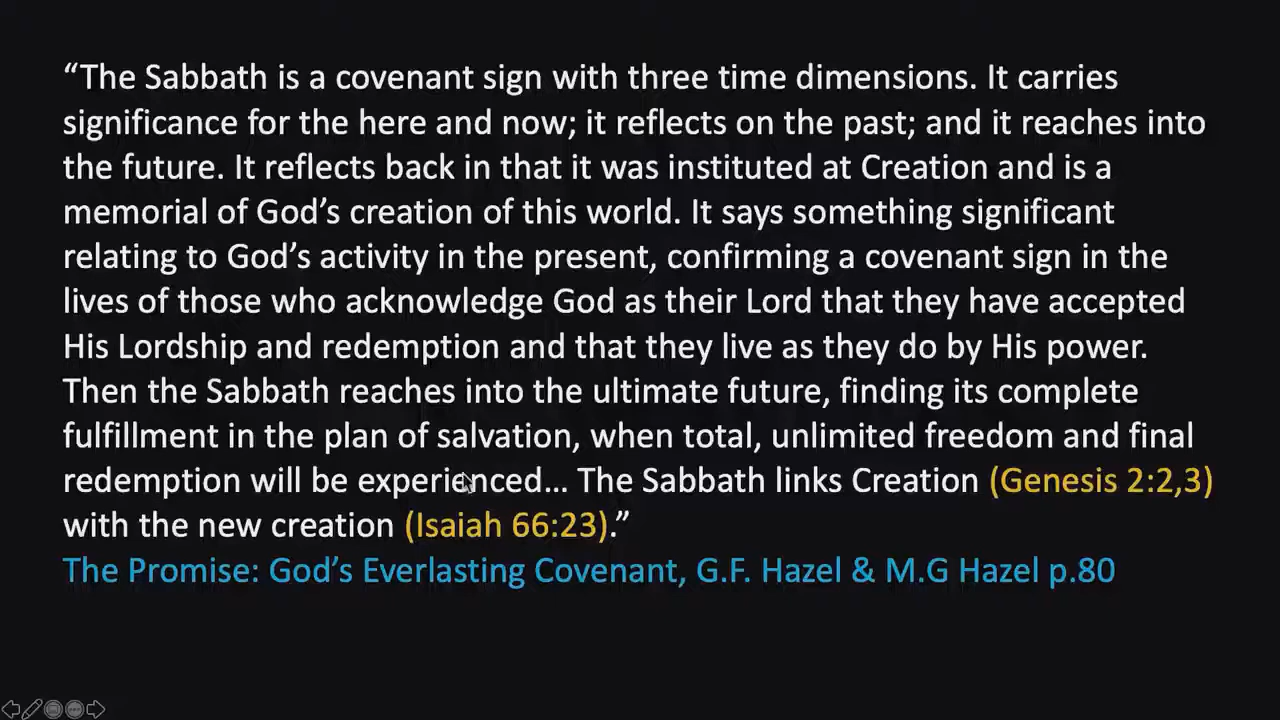 “The Sabbath is a covenant sign with three time dimensions. It carries
significance for the here and now; it reflects on the past; and it reaches into
the future. It reflects back in that it was instituted at Creation and is a
memorial of God’s creation of this world. It says something significant
relating to God’s activity in the present, confirming a covenant sign in the
lives of those who acknowledge God as their Lord that they have accepted
His Lordship and redemption and that they live as they do by His power.
Then the Sabbath reaches into the ultimate future, finding its complete
fulfillment in the plan of salvation, when total, unlimited freedom and final
redemption will be experienced... The Sabbath links Creation (Genesis 2:2,3)
with the new creation (Isaiah 66:23).”
The Promise: God’s Everlasting Covenant, G.F. Hazel & M.G Hazel p.80